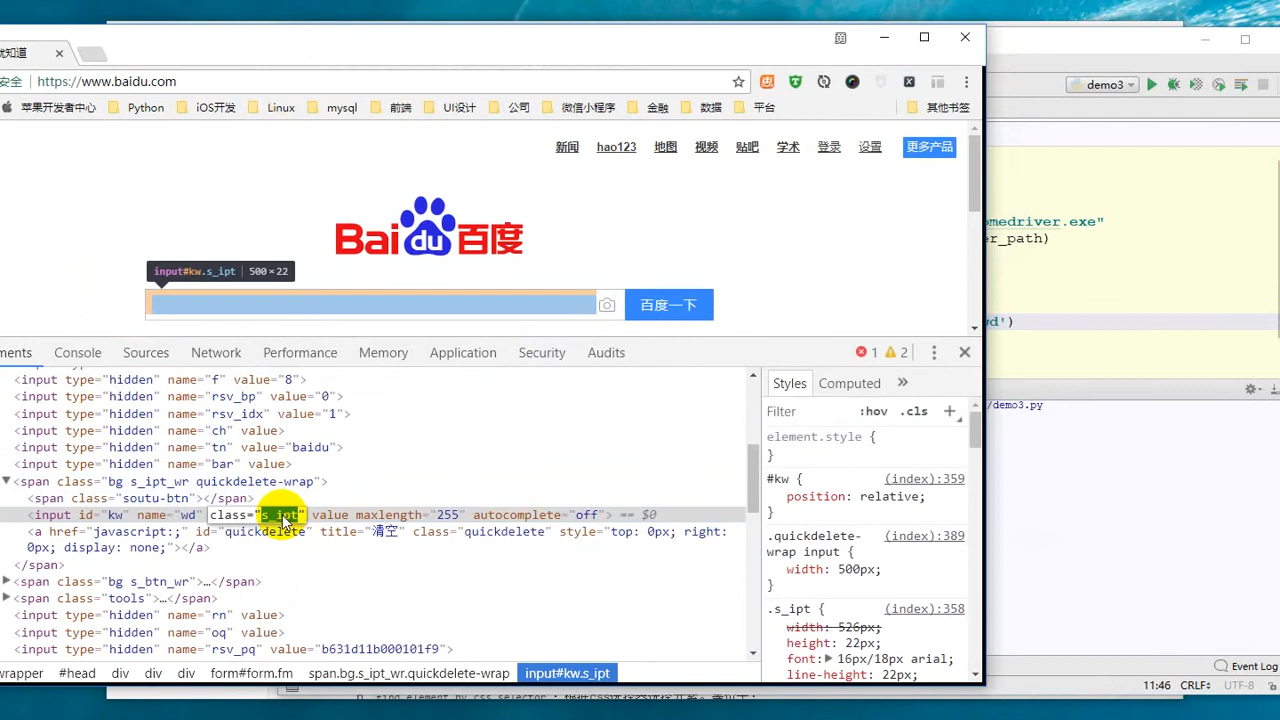 就知道
安全 https://www.baidu.com
苹果开发者中心 Python iOS开发 Linux mysql 前端 UI设计 公司 微信小程序 金融 数据 平台 其他书签
新闻 hao123 地图 视频 贴吧 学术 登录 设置 更多产品
Bai du 百度
input#kw.s_ipt 500×22
百度一下
ments Console Sources Network Performance Memory Application Security Audits 1 2
<input type="hidden" name="f" value="8">
<input type="hidden" name="rsv_bp" value="0">
<input type="hidden" name="rsv_idx" value="1">
<input type="hidden" name="ch" value>
<input type="hidden" name="tn" value="baidu">
<input type="hidden" name="bar" value>
<span class="bg s_ipt_wr quickdelete-wrap">
<span class="soutu-btn"></span>
<input id="kw" name="wd" class="s_ipt" value maxlength="255" autocomplete="off"> == $0
<a href="javascript:;" id="quickdelete" title="清空" class="quickdelete" style="top: 0px; right:
0px; display: none;"></a>
</span>
<span class="bg s_btn_wr">…</span>
<span class="tools">…</span>
<input type="hidden" name="rn" value>
<input type="hidden" name="oq" value>
<input type="hidden" name="rsv_pq" value="b631d11b000101f9">
rapper #head div div form#form.fm span.bg.s_ipt_wr.quickdelete-wrap input#kw.s_ipt
Styles Computed »
Filter :hov .cls +
element.style {
}
#kw { (index):359
position: relative;
}
.quickdelete- (index):389
wrap input {
width: 500px;
}
.s_ipt { (index):358
width: 526px;
height: 22px;
font: 16px/18px arial;
line-height: 22px;
demo3
omedriver.exe"
er_path)
wd')
/demo3.py
Event Log
11:46 CRLF UTF-8